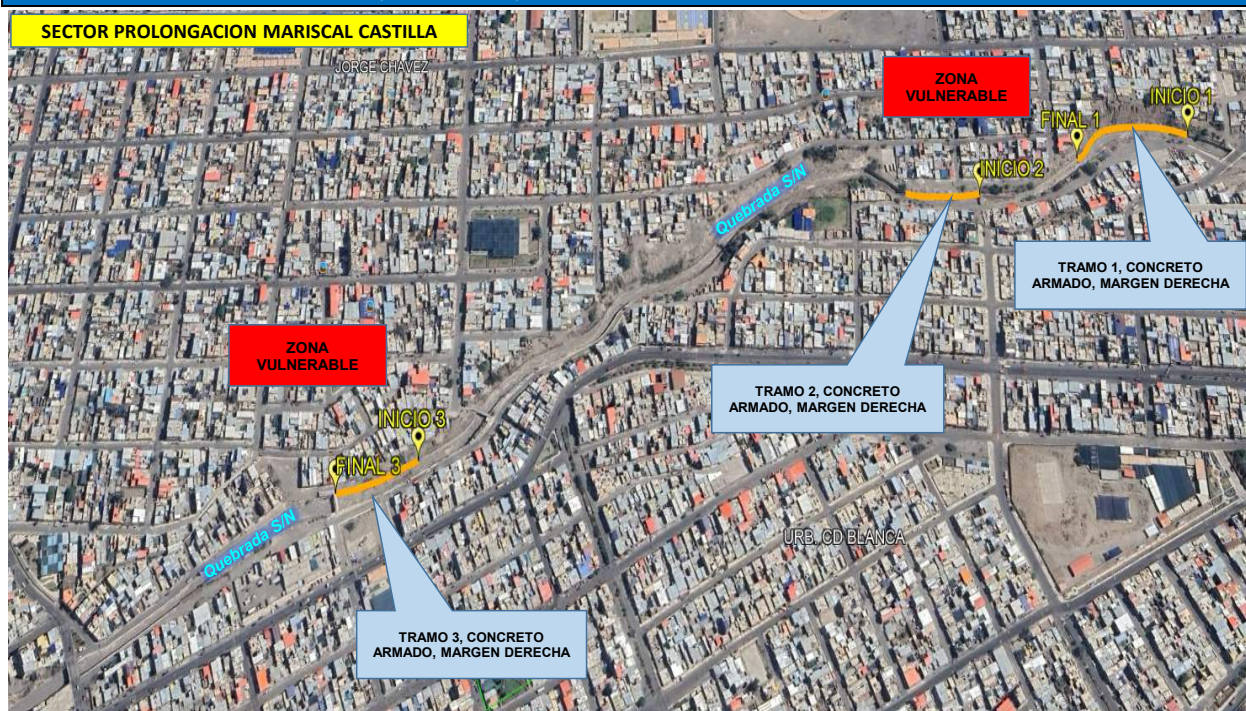 SECTOR PROLONGACION MARISCAL CASTILLA
JORGE CHAVEZ
ZONA
VULNERABLE
INICIO 1
FINAL 1
INICIO 2
Quebrada S/N
TRAMO 1, CONCRETO
ARMADO, MARGEN DERECHA
ZONA
VULNERABLE
TRAMO 2, CONCRETO
ARMADO, MARGEN DERECHA
INICIO 3
FINAL 3
Quebrada S/N
URB. CD BLANCA
TRAMO 3, CONCRETO
ARMADO, MARGEN DERECHA